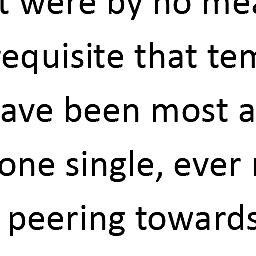 t were by no mea
requisite that tem
ave been most a
one single, ever
peering towards